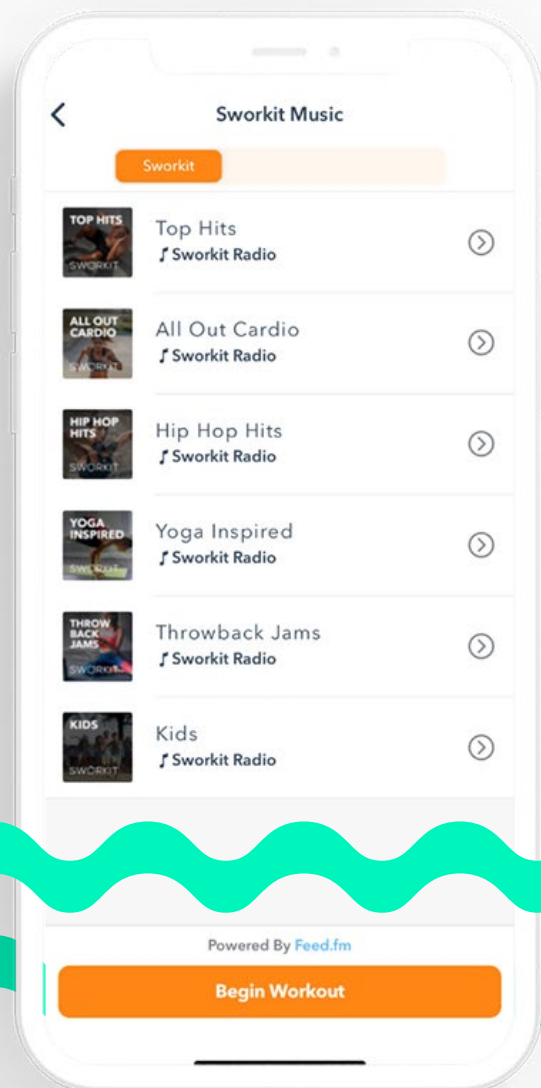 Sworkit Music
Sworkit
TOP HITS
SWORKIT
Top Hits
Sworkit Radio
ALL OUT
CARDIO
SWORKIT
All Out Cardio
Sworkit Radio
HIP HOP
HITS
SWORKIT
Hip Hop Hits
Sworkit Radio
YOGA
INSPIRED
SWORKIT
Yoga Inspired
Sworkit Radio
THROW
BACK
JAMS
SWORKIT
Throwback Jams
Sworkit Radio
KIDS
SWORKIT
Kids
Sworkit Radio
Powered By Feed.fm
Begin Workout